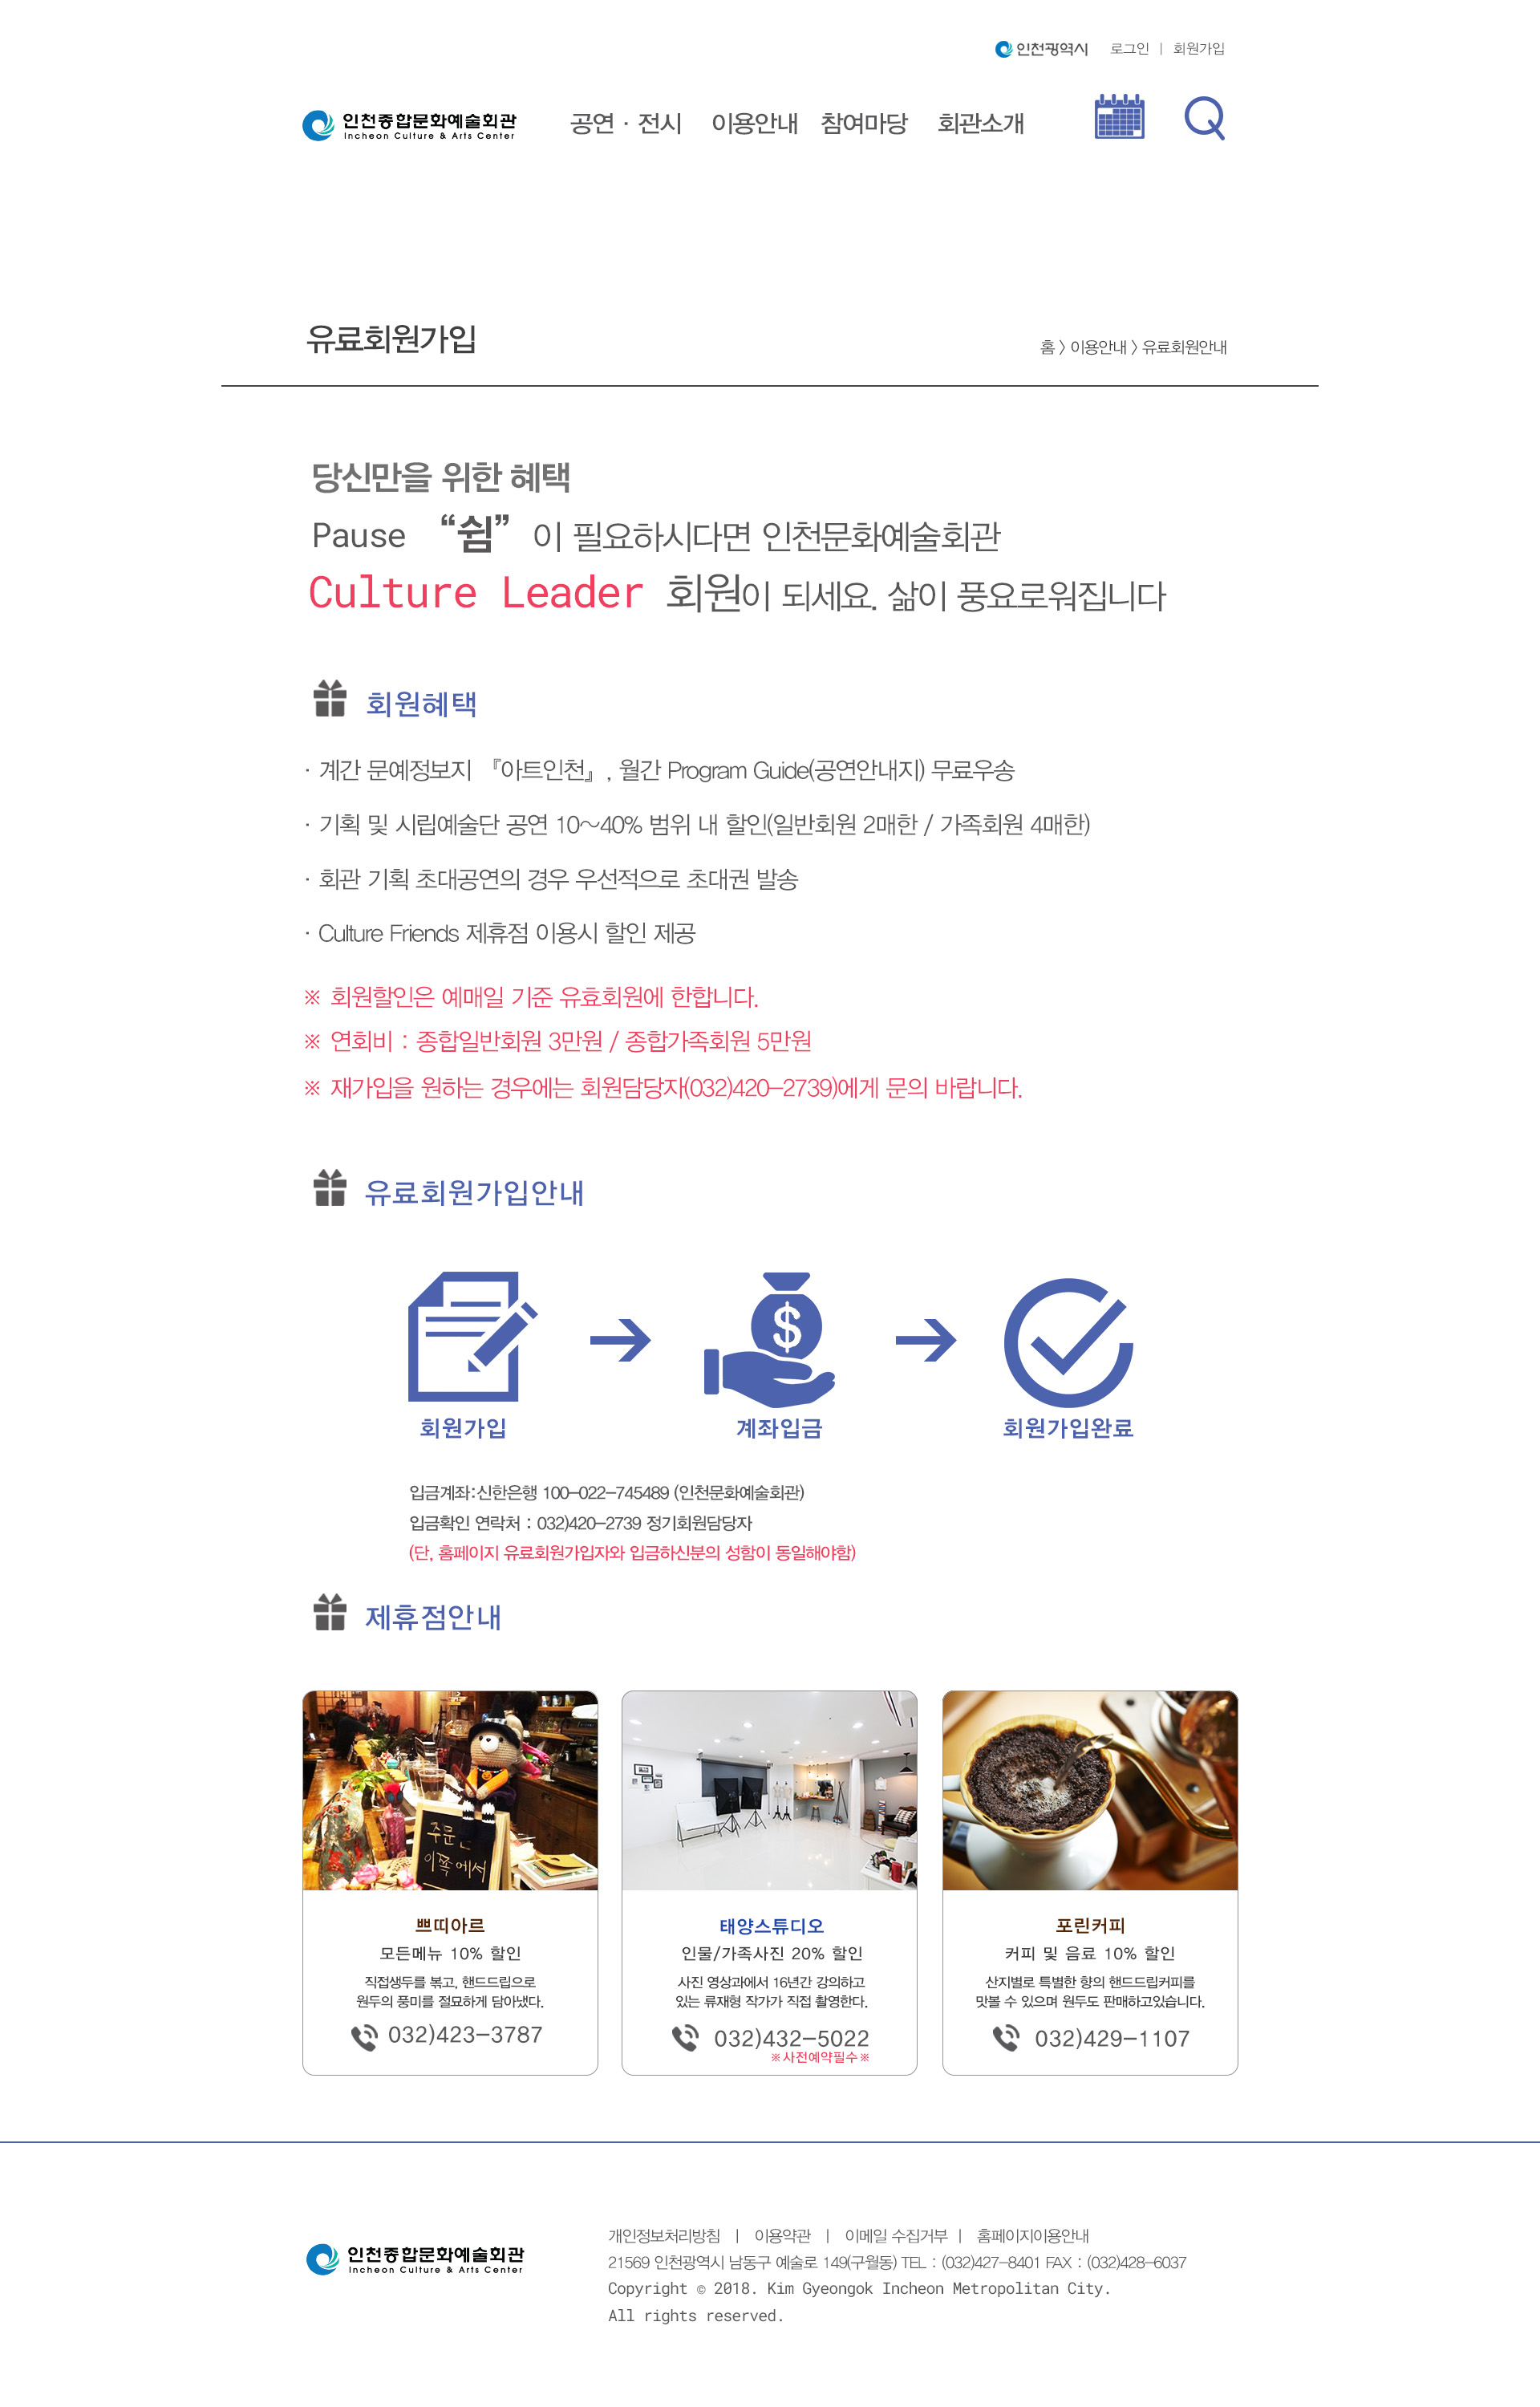 인천광역시 로그인 | 회원가입
인천종합문화예술회관 공연 · 전시 이용안내 참여마당 회관소개
Incheon Culture & Arts Center
유료회원가입
홈 > 이용안내 > 유료회원안내
당신만을 위한 혜택
Pause “쉼” 이 필요하시다면 인천문화예술회관
Culture Leader 회원이 되세요. 삶이 풍요로워집니다
회원혜택
· 계간 문예정보지 『아트인천』, 월간 Program Guide(공연안내지) 무료우송
· 기획 및 시립예술단 공연 10~40% 범위 내 할인(일반회원 2매한 / 가족회원 4매한)
· 회관 기획 초대공연의 경우 우선적으로 초대권 발송
· Culture Friends 제휴점 이용시 할인 제공
※ 회원할인은 예매일 기준 유효회원에 한합니다.
※ 연회비 : 종합일반회원 3만원 / 종합가족회원 5만원
※ 재가입을 원하는 경우에는 회원담당자(032)420-2739)에게 문의 바랍니다.
유료회원가입안내
$
회원가입 계좌입금 회원가입완료
입금계좌:신한은행 100-022-745489 (인천문화예술회관)
입금확인 연락처 : 032)420-2739 정기회원담당자
(단, 홈페이지 유료회원가입자와 입금하신분의 성함이 동일해야함)
제휴점안내
주문은
이쪽에서
쁘띠아르
모든메뉴 10% 할인
직접생두를 볶고, 핸드드립으로
원두의 풍미를 절묘하게 담아냈다.
032)423-3787
태양스튜디오
인물/가족사진 20% 할인
사진 영상과에서 16년간 강의하고
있는 류재형 작가가 직접 촬영한다.
032)432-5022
※사전예약필수※
포린커피
커피 및 음료 10% 할인
산지별로 특별한 향의 핸드드립커피를
맛볼 수 있으며 원두도 판매하고있습니다.
032)429-1107
인천종합문화예술회관
Incheon Culture & Arts Center
개인정보처리방침 | 이용약관 | 이메일 수집거부 | 홈페이지이용안내
21569 인천광역시 남동구 예술로 149(구월동) TEL : (032)427-8401 FAX : (032)428-6037
Copyright © 2018. Kim Gyeongok Incheon Metropolitan City.
All rights reserved.